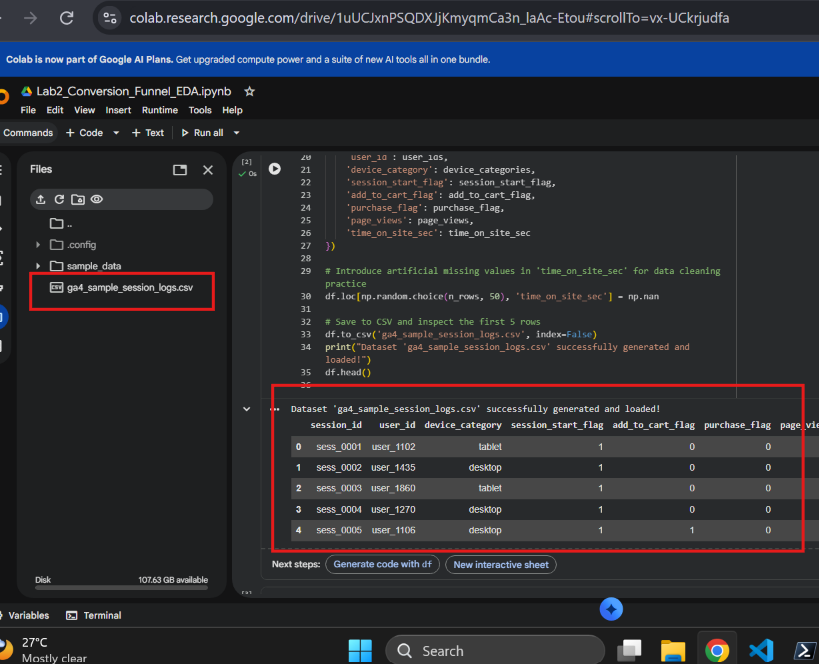 colab.research.google.com/drive/1uUCJxnPSQDXJjKmyqmCa3n_laAc-Etou#scrollTo=vx-UCkrjudfa
Colab is now part of Google AI Plans. Get upgraded compute power and a suite of new AI tools all in one bundle.
Lab2_Conversion_Funnel_EDA.ipynb
File Edit View Insert Runtime Tools Help
Commands + Code + Text Run all
Files
..
.config
sample_data
ga4_sample_session_logs.csv
Disk 107.63 GB available
[2]
0s
20 'user_id': user_ids,
21 'device_category': device_categories,
22 'session_start_flag': session_start_flag,
23 'add_to_cart_flag': add_to_cart_flag,
24 'purchase_flag': purchase_flag,
25 'page_views': page_views,
26 'time_on_site_sec': time_on_site_sec
27 })
28
29 # Introduce artificial missing values in 'time_on_site_sec' for data cleaning
practice
30 df.loc[np.random.choice(n_rows, 50), 'time_on_site_sec'] = np.nan
31
32 # Save to CSV and inspect the first 5 rows
33 df.to_csv('ga4_sample_session_logs.csv', index=False)
34 print("Dataset 'ga4_sample_session_logs.csv' successfully generated and
loaded!")
35 df.head()
36
Dataset 'ga4_sample_session_logs.csv' successfully generated and loaded!
session_id user_id device_category session_start_flag add_to_cart_flag purchase_flag page_vi
0 sess_0001 user_1102 tablet 1 0 0
1 sess_0002 user_1435 desktop 1 0 0
2 sess_0003 user_1860 tablet 1 0 0
3 sess_0004 user_1270 desktop 1 0 0
4 sess_0005 user_1106 desktop 1 1 0
Next steps: Generate code with df New interactive sheet
Variables Terminal
27°C
Mostly clear
Search